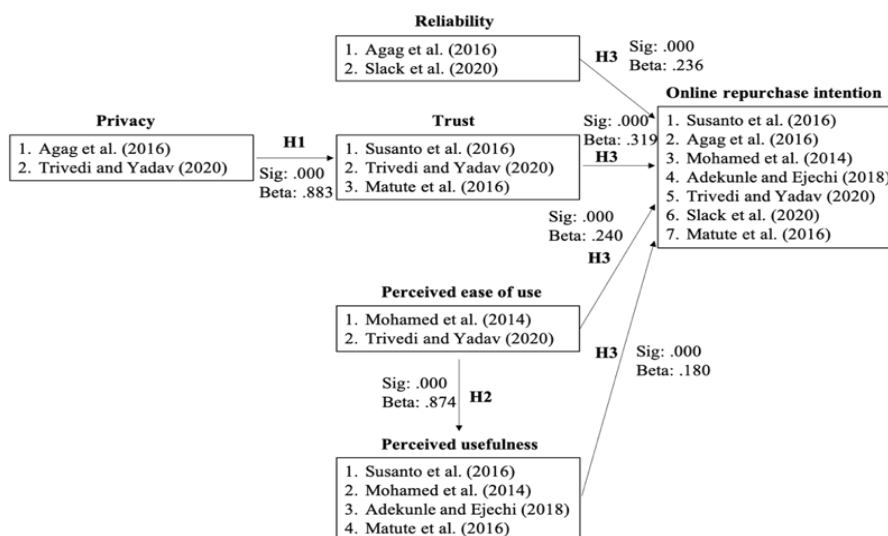 Reliability
1. Agag et al. (2016)
2. Slack et al. (2020)
H3
Sig: .000
Beta: .236
Online repurchase intention
1. Susanto et al. (2016)
2. Agag et al. (2016)
3. Mohamed et al. (2014)
4. Adekunle and Ejechi (2018)
5. Trivedi and Yadav (2020)
6. Slack et al. (2020)
7. Matute et al. (2016)
Privacy
1. Agag et al. (2016)
2. Trivedi and Yadav (2020)
H1
Sig: .000
Beta: .883
Trust
1. Susanto et al. (2016)
2. Trivedi and Yadav (2020)
3. Matute et al. (2016)
Sig: .000
Beta: .319
H3
Sig: .000
Beta: .240
H3
Perceived ease of use
1. Mohamed et al. (2014)
2. Trivedi and Yadav (2020)
H3
Sig: .000
Beta: .180
Sig: .000
Beta: .874
H2
Perceived usefulness
1. Susanto et al. (2016)
2. Mohamed et al. (2014)
3. Adekunle and Ejechi (2018)
4. Matute et al. (2016)